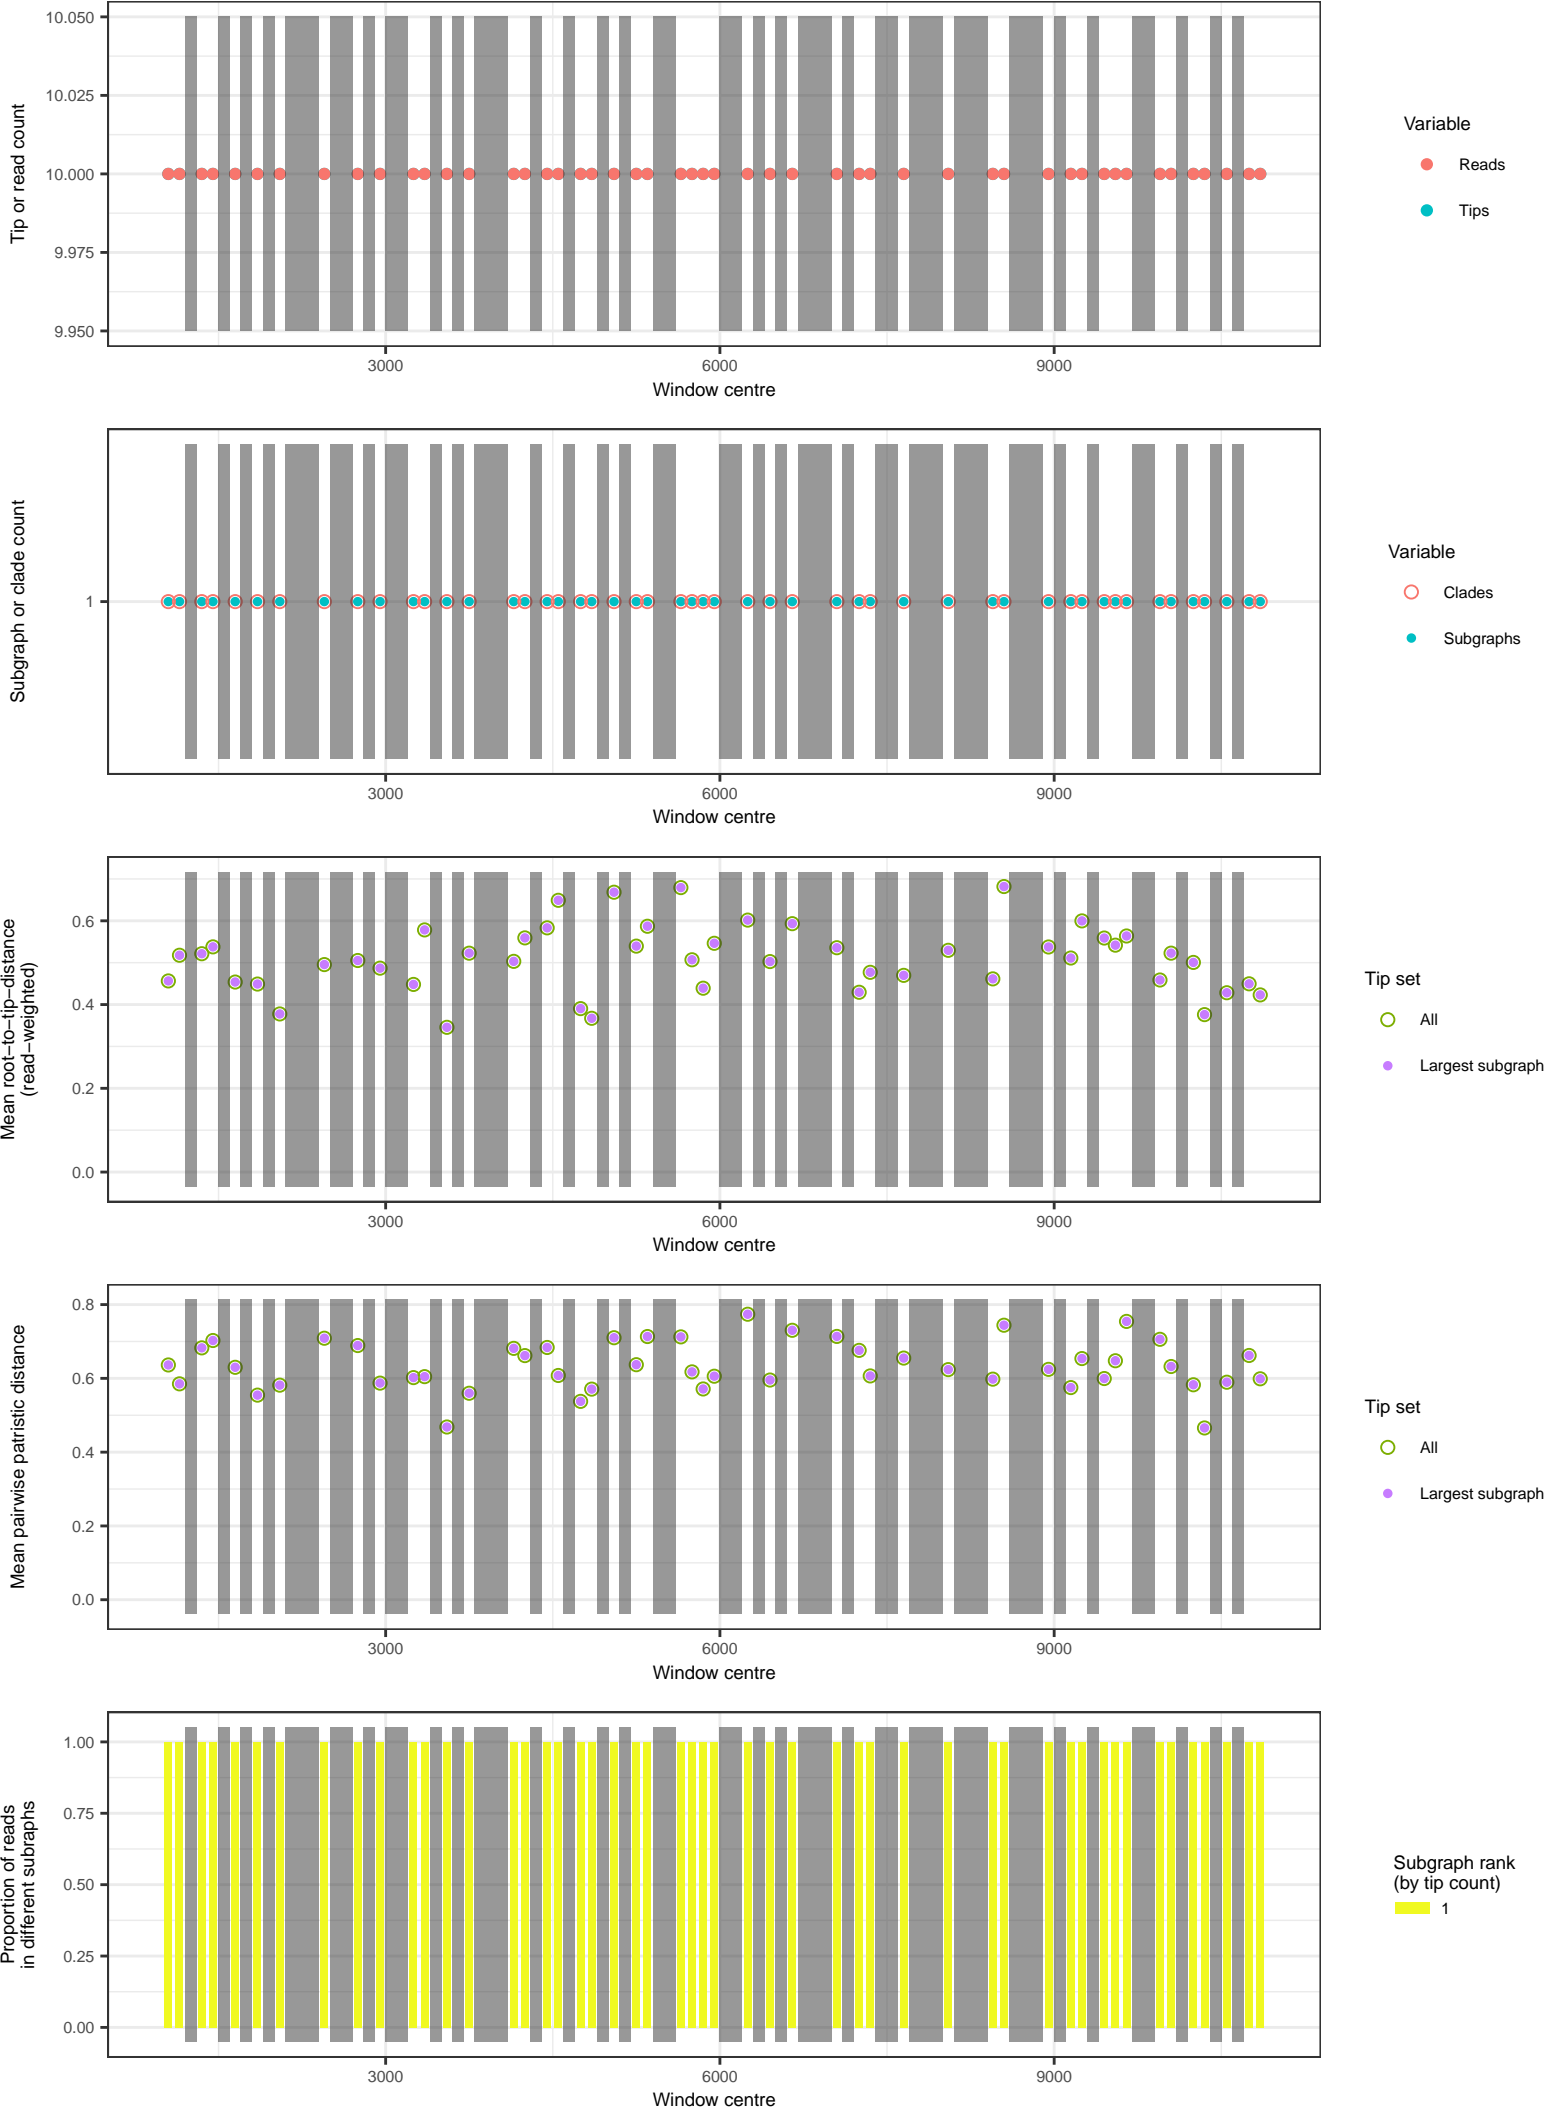 10.050
10.025
10.000
9.975
9.950
Tip or read count
3000
6000
9000
Window centre
Variable
Reads
Tips
1
Subgraph or clade count
3000
6000
9000
Window centre
Variable
Clades
Subgraphs
0.6
0.4
0.2
0.0
Mean root−to−tip−distance
(read−weighted)
3000
6000
9000
Window centre
Tip set
All
Largest subgraph
0.8
0.6
0.4
0.2
0.0
Mean pairwise patristic distance
3000
6000
9000
Window centre
Tip set
All
Largest subgraph
1.00
0.75
0.50
0.25
0.00
Proportion of reads
in different subraphs
3000
6000
9000
Window centre
Subgraph rank
(by tip count)
1